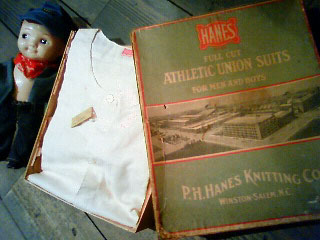 HANES
FULL CUT
ATHLETIC UNION SUITS
FOR MEN AND BOYS
P.H. HANES KNITTING CO.
WINSTON-SALEM, N.C.